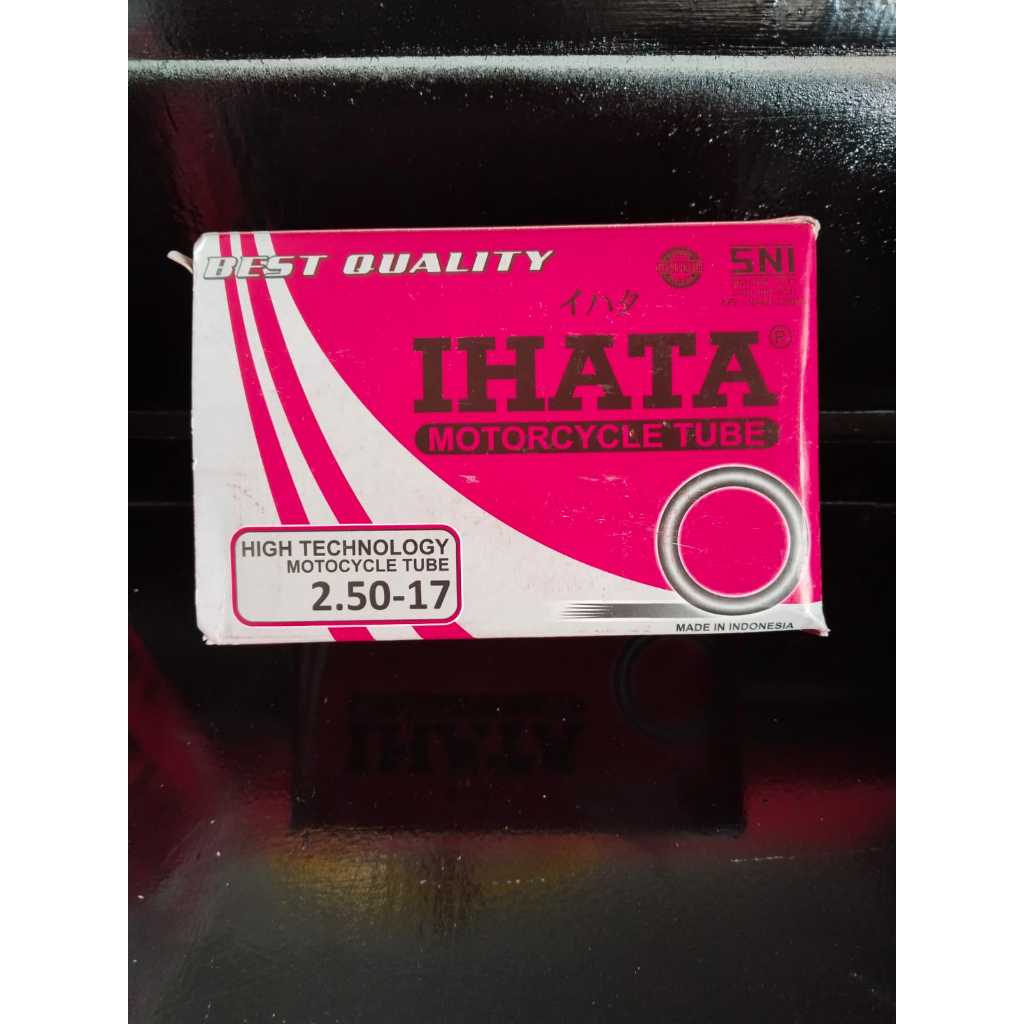 BEST QUALITY
SNI
イハタ
IHATA®
MOTORCYCLE TUBE
HIGH TECHNOLOGY
MOTOCYCLE TUBE
2.50-17
MADE IN INDONESIA